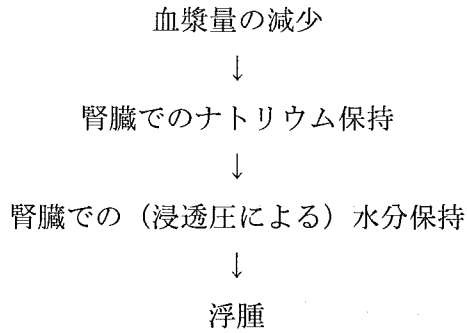 血漿量の減少
↓
腎臓でのナトリウム保持
↓
腎臓での（浸透圧による）水分保持
↓
浮腫